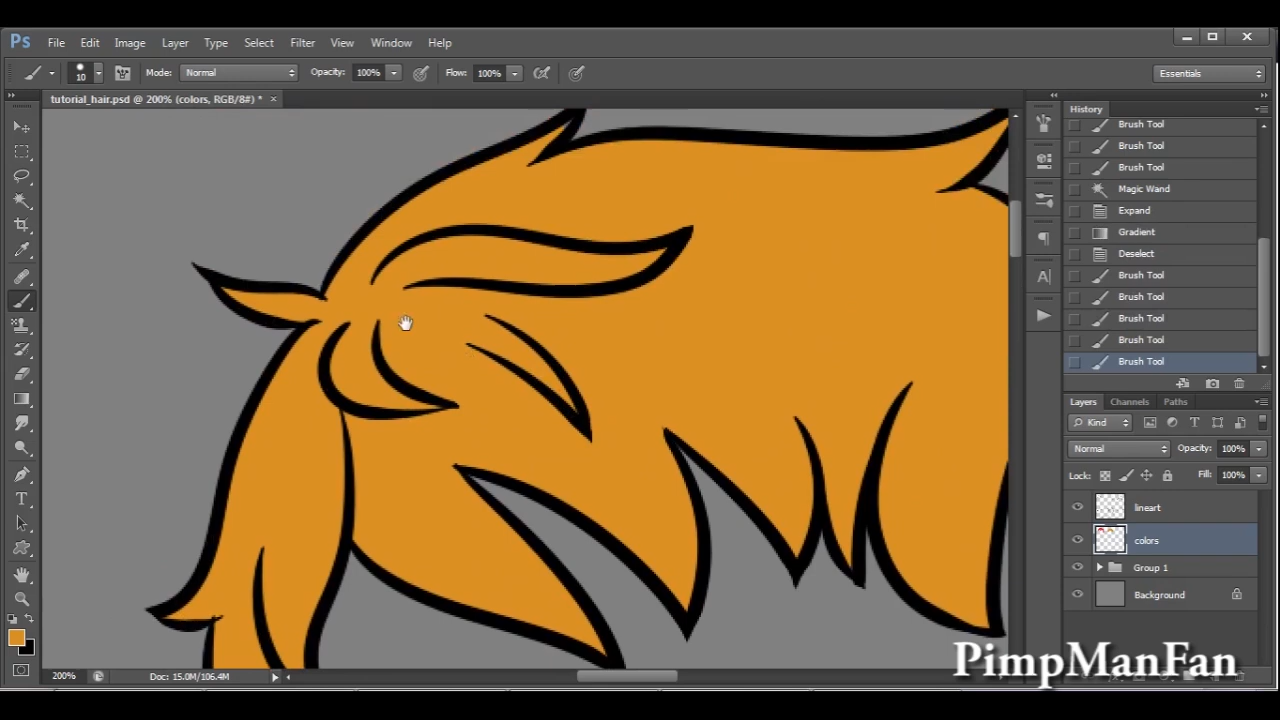 Ps File Edit Image Layer Type Select Filter View Window Help
10 Mode: Normal Opacity: 100% Flow: 100% Essentials
tutorial_hair.psd @ 200% (colors, RGB/8#) * ×
History
Brush Tool
Brush Tool
Brush Tool
Magic Wand
Expand
Gradient
Deselect
Brush Tool
Brush Tool
Brush Tool
Brush Tool
Brush Tool
Layers Channels Paths
Kind
Normal Opacity: 100%
Lock: Fill: 100%
lineart
colors
Group 1
Background
200% Doc: 15.0M/106.4M
PimpManFan